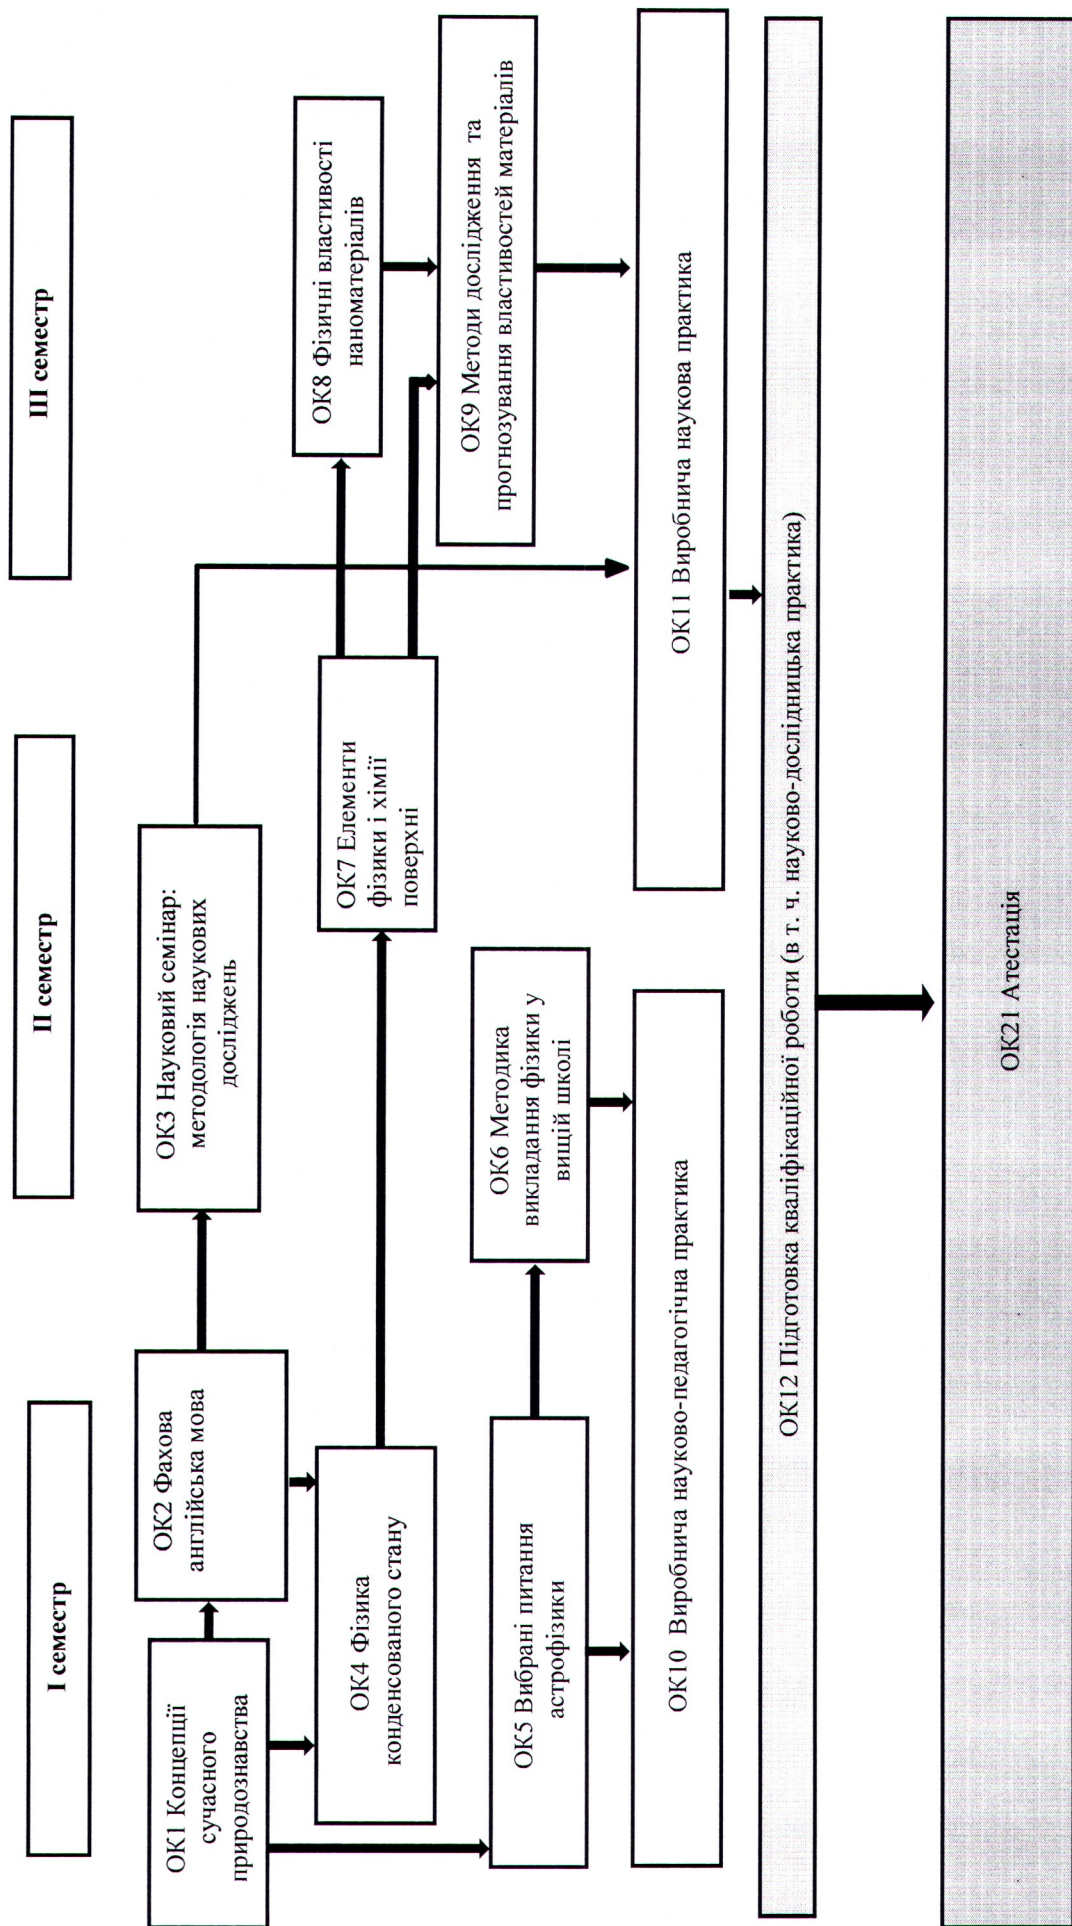 I семестр
II семестр
III семестр
ОК1 Концепції
сучасного
природознавства
ОК2 Фахова
англійська мова
ОК3 Науковий семінар:
методологія наукових
досліджень
ОК4 Фізика
конденсованого стану
ОК7 Елементи
фізики і хімії
поверхні
ОК8 Фізичні властивості
наноматеріалів
ОК9 Методи дослідження та
прогнозування властивостей матеріалів
ОК5 Вибрані питання
астрофізики
ОК6 Методика
викладання фізики у
вищій школі
ОК10 Виробнича науково-педагогічна практика
ОК11 Виробнича наукова практика
ОК12 Підготовка кваліфікаційної роботи (в т. ч. науково-дослідницька практика)
ОК21 Атестація